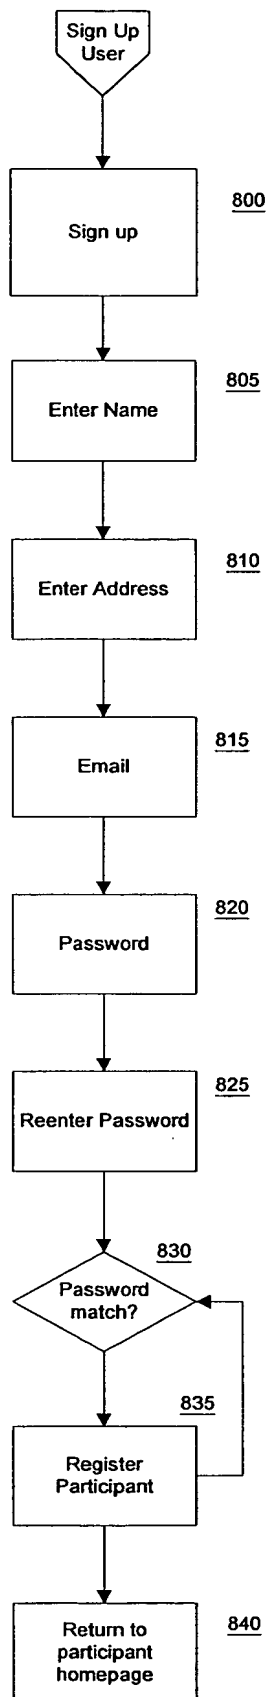 Sign Up
User
Sign up
800
Enter Name
805
Enter Address
810
Email
815
Password
820
Reenter Password
825
Password
match?
830
835
Register
Participant
Return to
participant
homepage
840